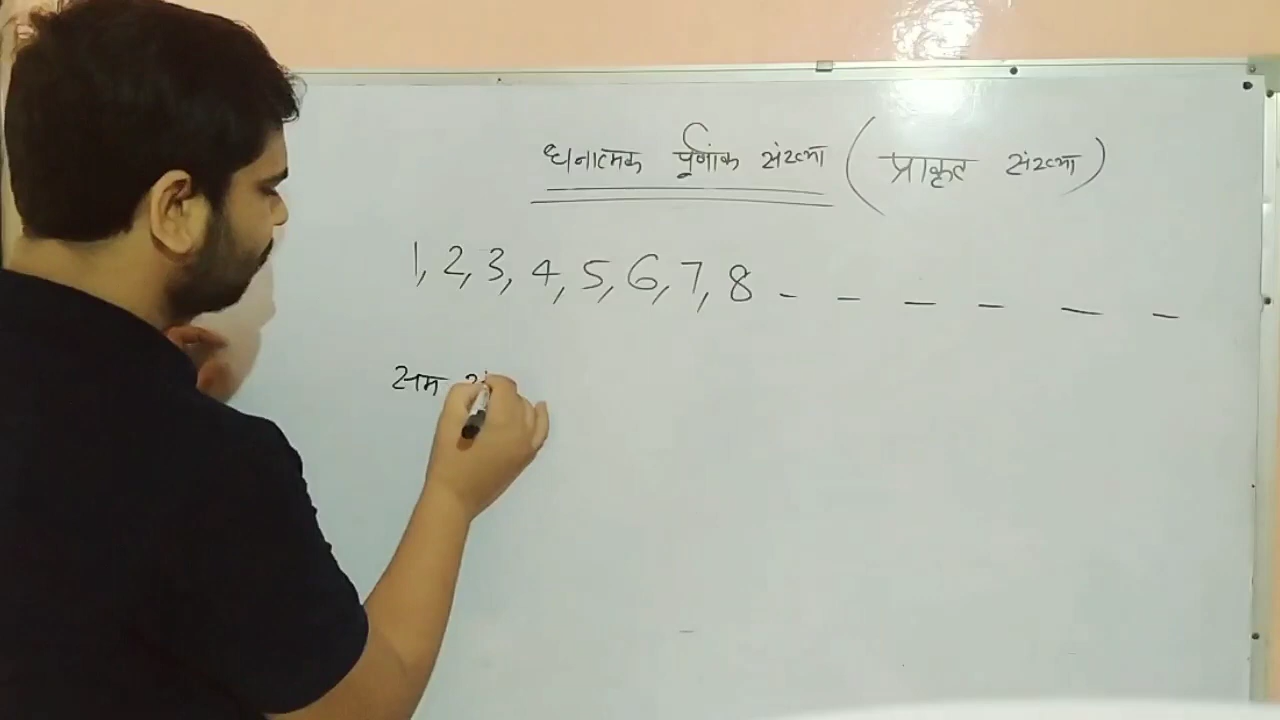 धनात्मक पूर्णांक संख्या ( प्राकृत संख्या )
1, 2, 3, 4, 5, 6, 7, 8 - - - - - -
सम